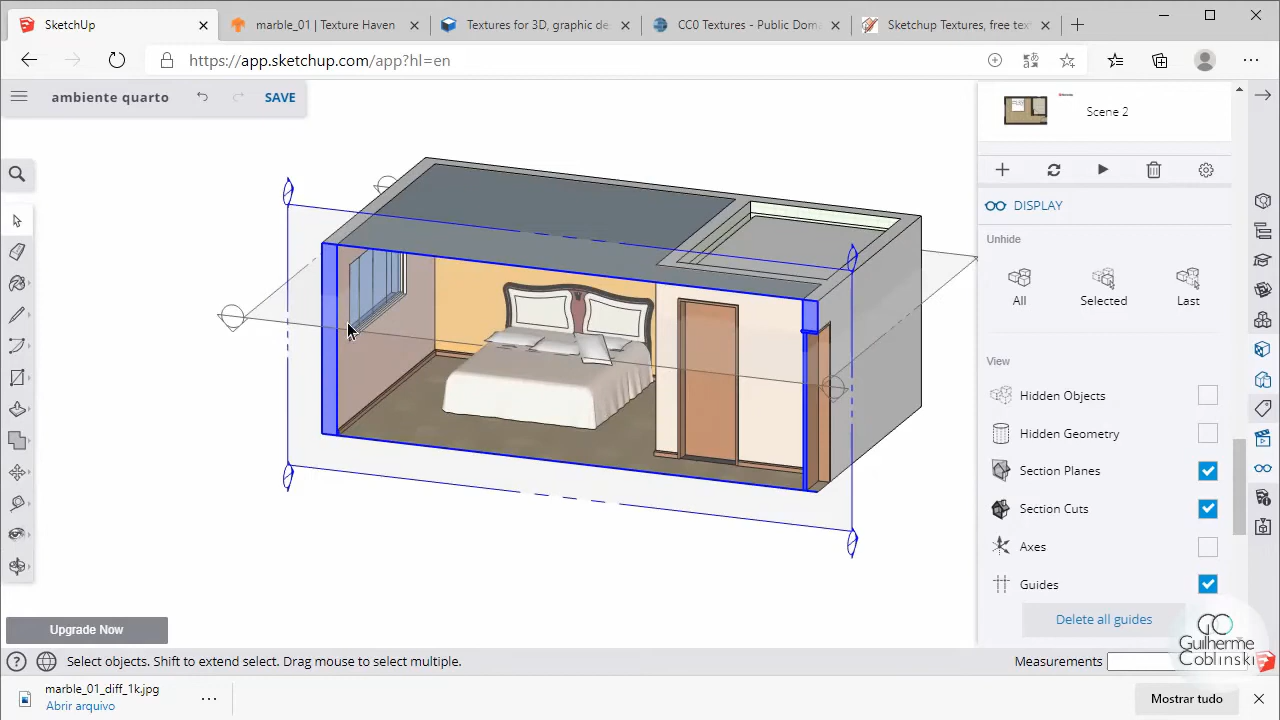 SketchUp
marble_01 | Texture Haven
Textures for 3D, graphic de
CC0 Textures - Public Dom
Sketchup Textures, free tex
https://app.sketchup.com/app?hl=en
ambiente quarto
SAVE
Scene 2
DISPLAY
Unhide
All
Selected
Last
View
Hidden Objects
Hidden Geometry
Section Planes
Section Cuts
Axes
Guides
Delete all guides
Upgrade Now
GC
Guilherme
Coblinski
Select objects. Shift to extend select. Drag mouse to select multiple.
Measurements
marble_01_diff_1k.jpg
Abrir arquivo
Mostrar tudo